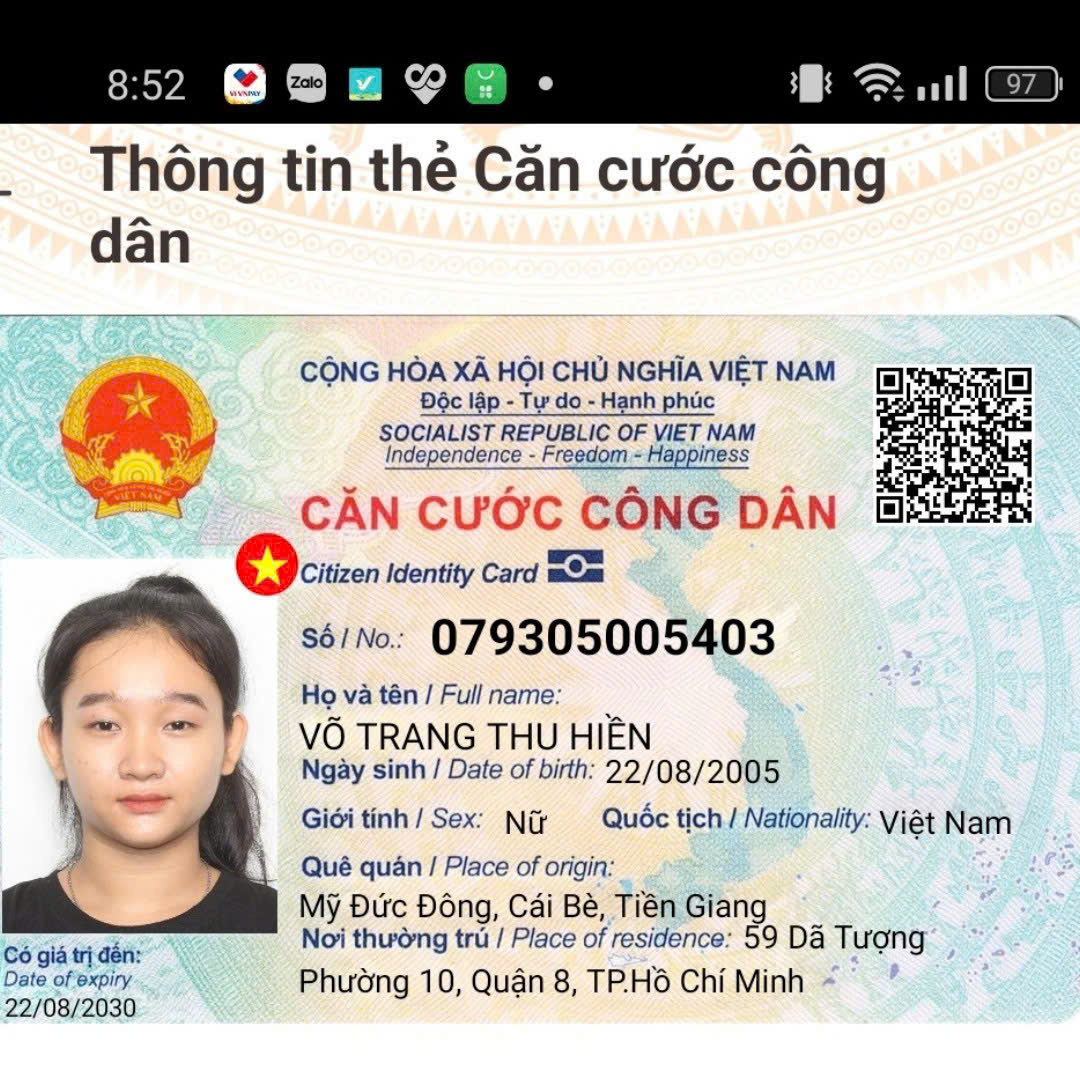 8:52
VNPAY
Zalo
97
Thông tin thẻ Căn cước công
dân
CỘNG HÒA XÃ HỘI CHỦ NGHĨA VIỆT NAM
Độc lập - Tự do - Hạnh phúc
SOCIALIST REPUBLIC OF VIET NAM
Independence - Freedom - Happiness
VIỆT NAM
CĂN CƯỚC CÔNG DÂN
Citizen Identity Card
Số / No.: 079305005403
Họ và tên / Full name:
VÕ TRANG THU HIỀN
Ngày sinh / Date of birth: 22/08/2005
Giới tính / Sex: Nữ Quốc tịch / Nationality: Việt Nam
Quê quán / Place of origin:
Mỹ Đức Đông, Cái Bè, Tiền Giang
Nơi thường trú / Place of residence: 59 Dã Tượng
Phường 10, Quận 8, TP.Hồ Chí Minh
Có giá trị đến:
Date of expiry
22/08/2030